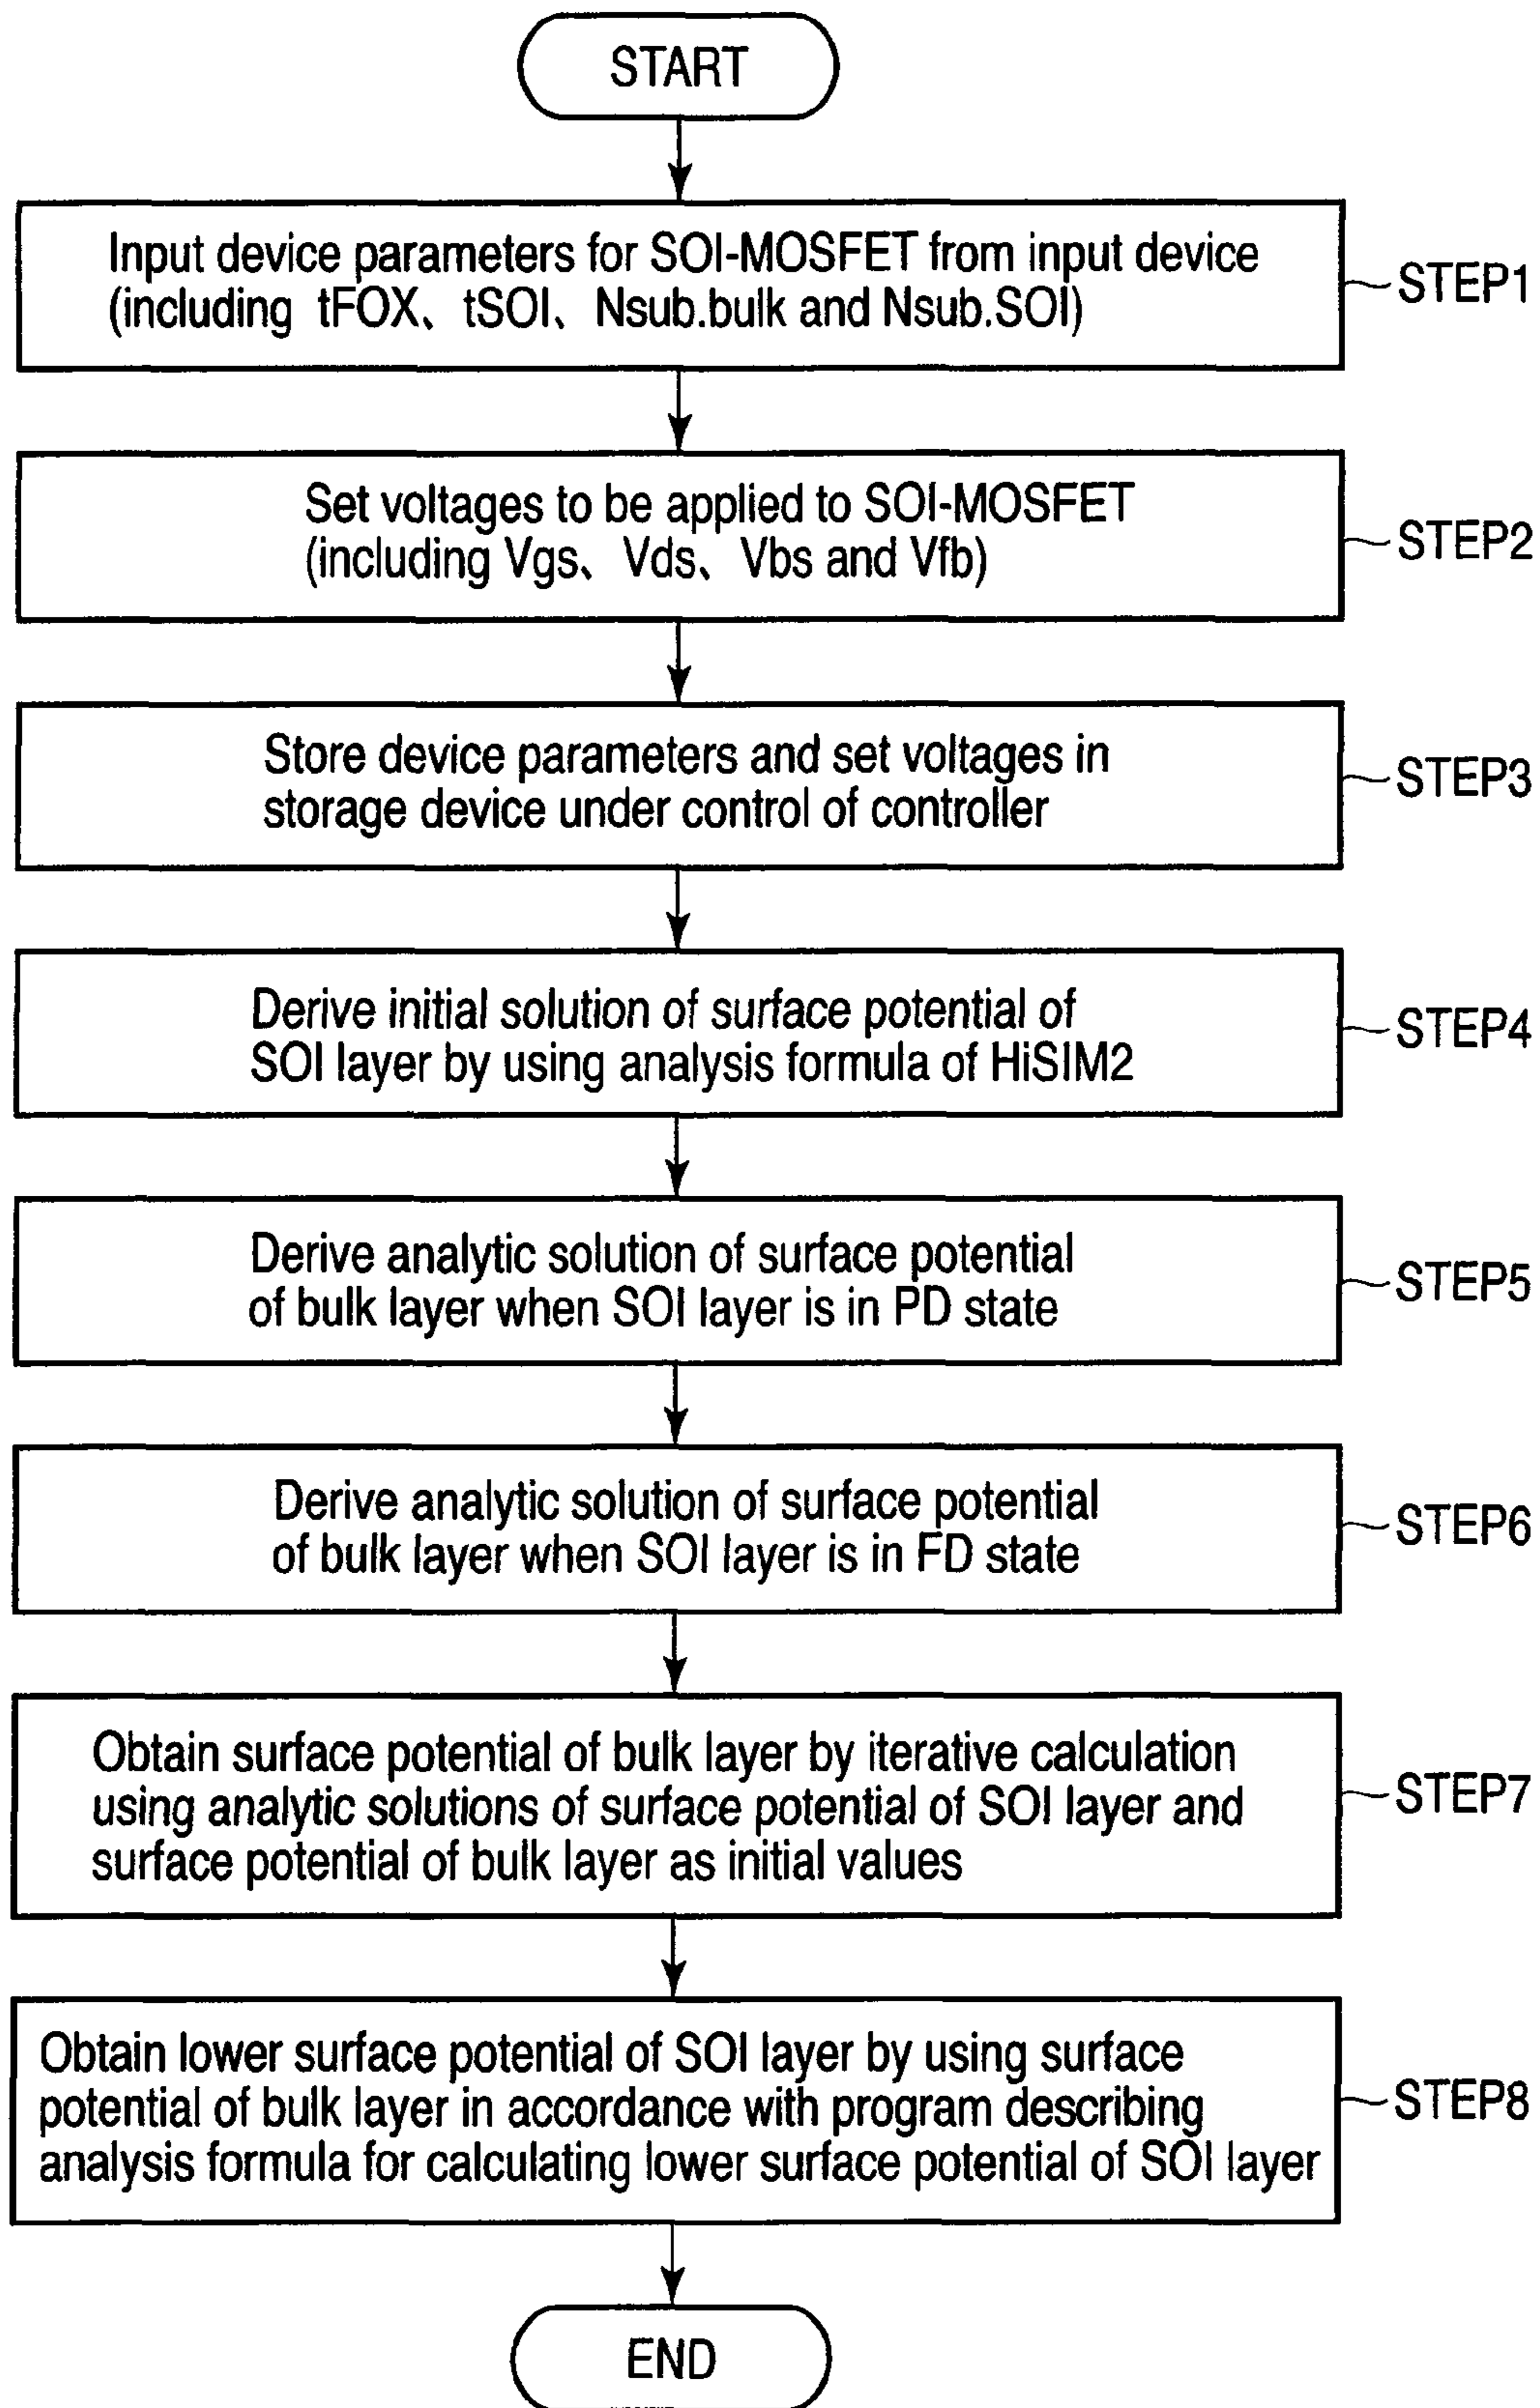 START
Input device parameters for SOI-MOSFET from input device
(including tFOX、tSOI、Nsub.bulk and Nsub.SOI)
STEP1
Set voltages to be applied to SOI-MOSFET
(including Vgs、Vds、Vbs and Vfb)
STEP2
Store device parameters and set voltages in
storage device under control of controller
STEP3
Derive initial solution of surface potential of
SOI layer by using analysis formula of HiSIM2
STEP4
Derive analytic solution of surface potential
of bulk layer when SOI layer is in PD state
STEP5
Derive analytic solution of surface potential
of bulk layer when SOI layer is in FD state
STEP6
Obtain surface potential of bulk layer by iterative calculation
using analytic solutions of surface potential of SOI layer and
surface potential of bulk layer as initial values
STEP7
Obtain lower surface potential of SOI layer by using surface
potential of bulk layer in accordance with program describing
analysis formula for calculating lower surface potential of SOI layer
STEP8
END